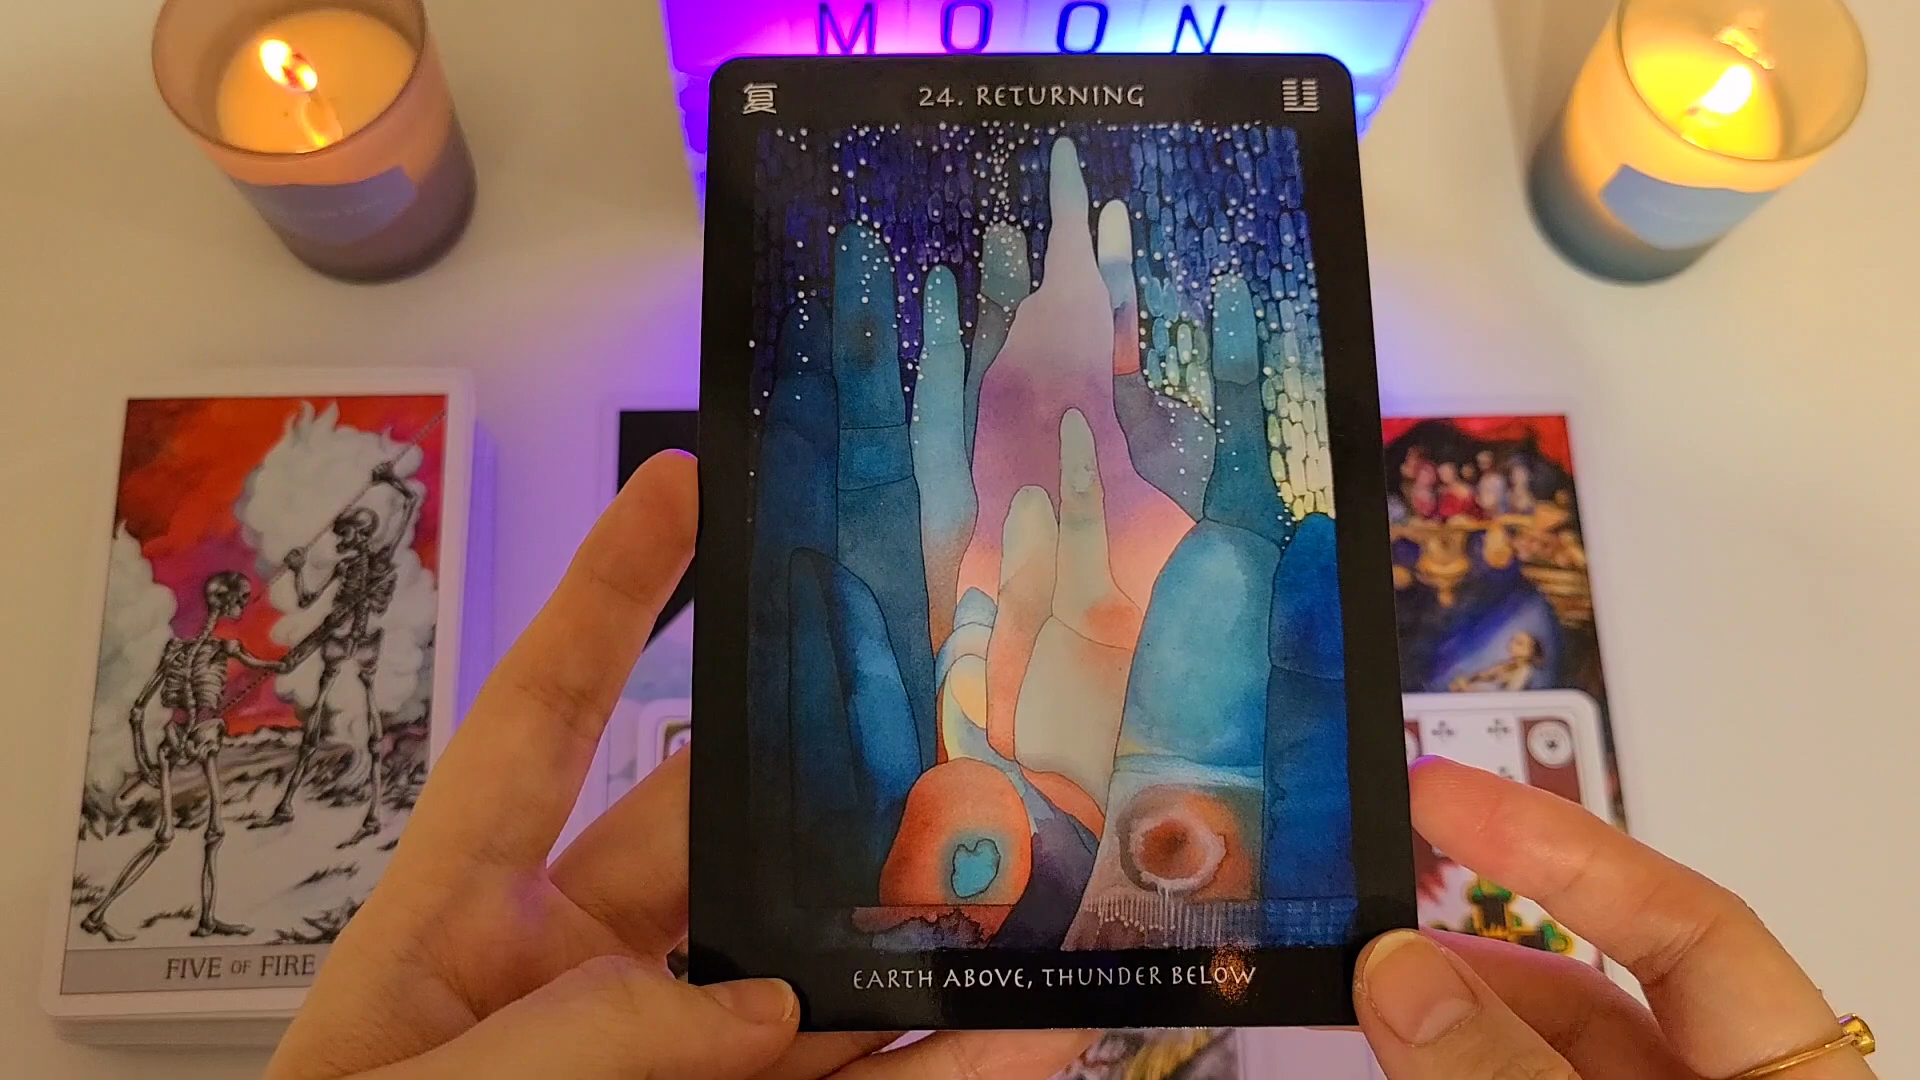 MOON
复
24. RETURNING
EARTH ABOVE, THUNDER BELOW
FIVE OF FIRE